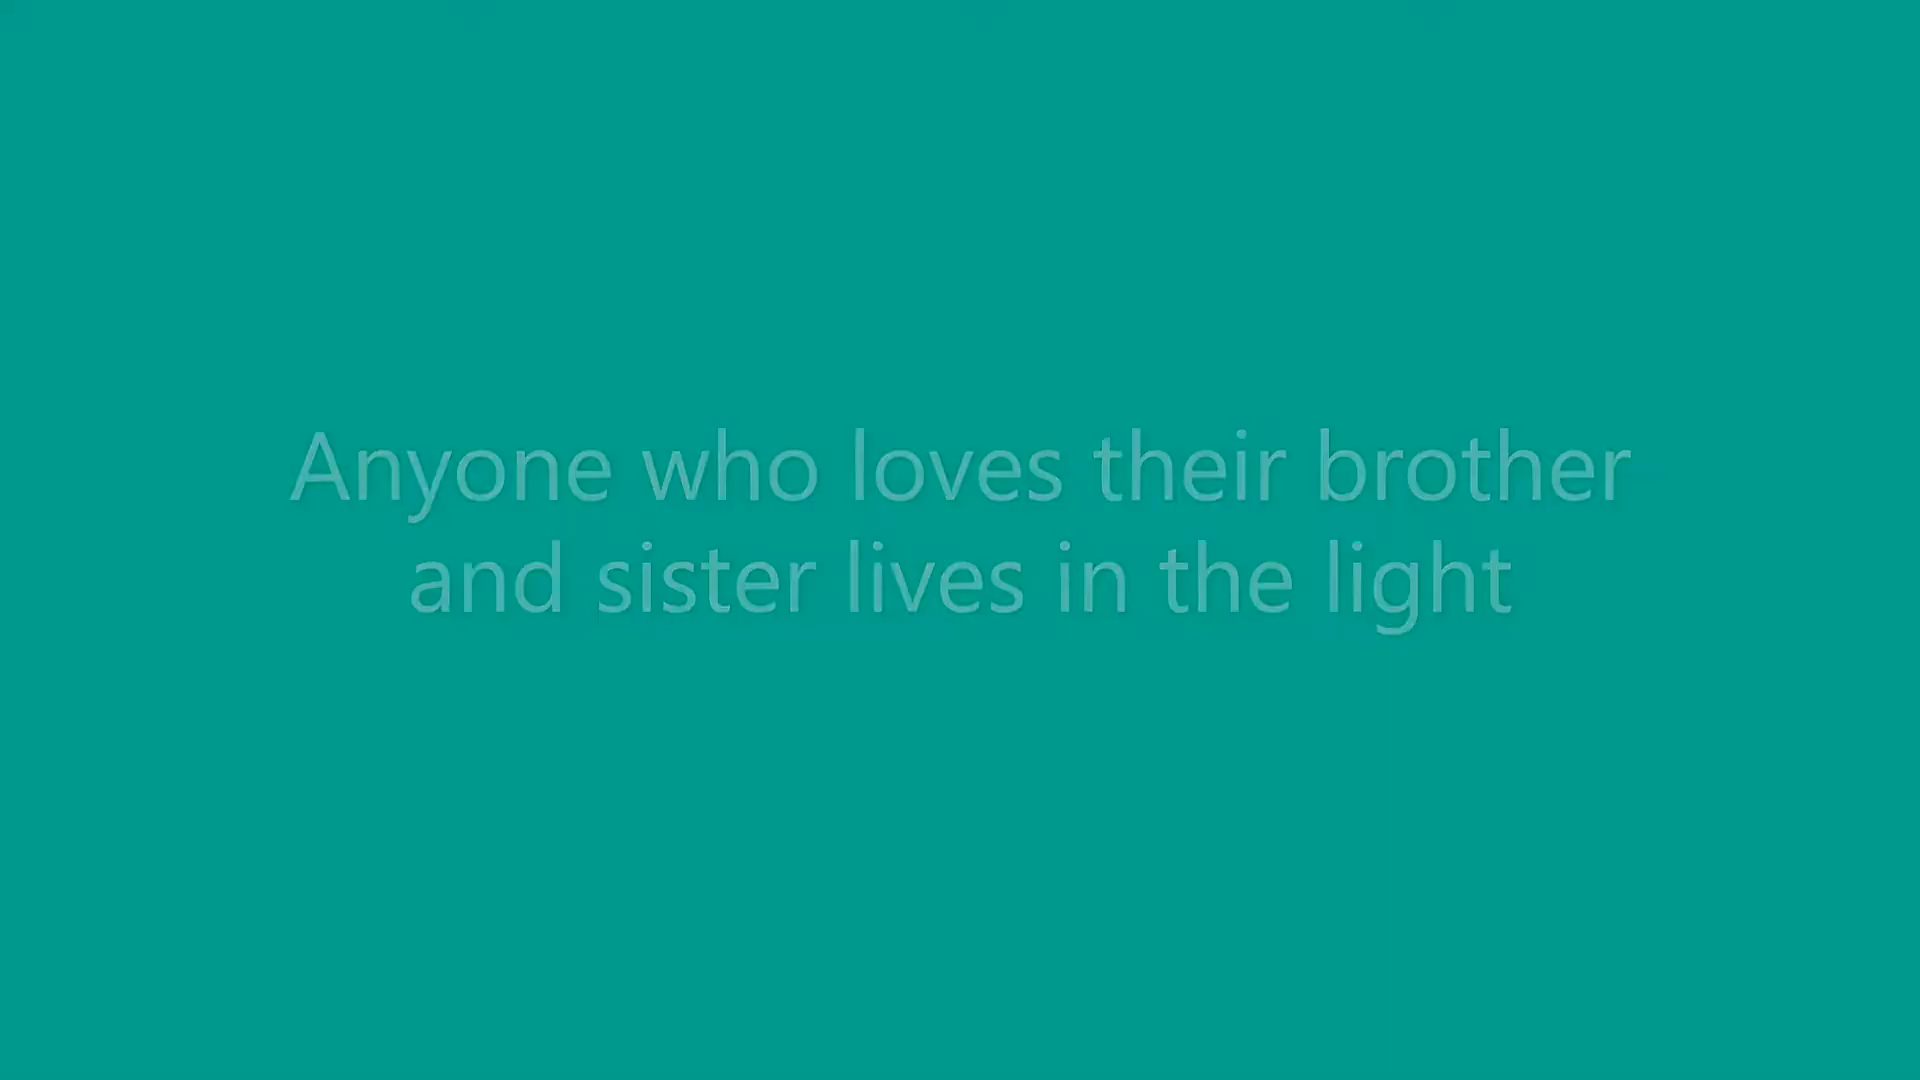 Anyone who loves their brother
and sister lives in the light